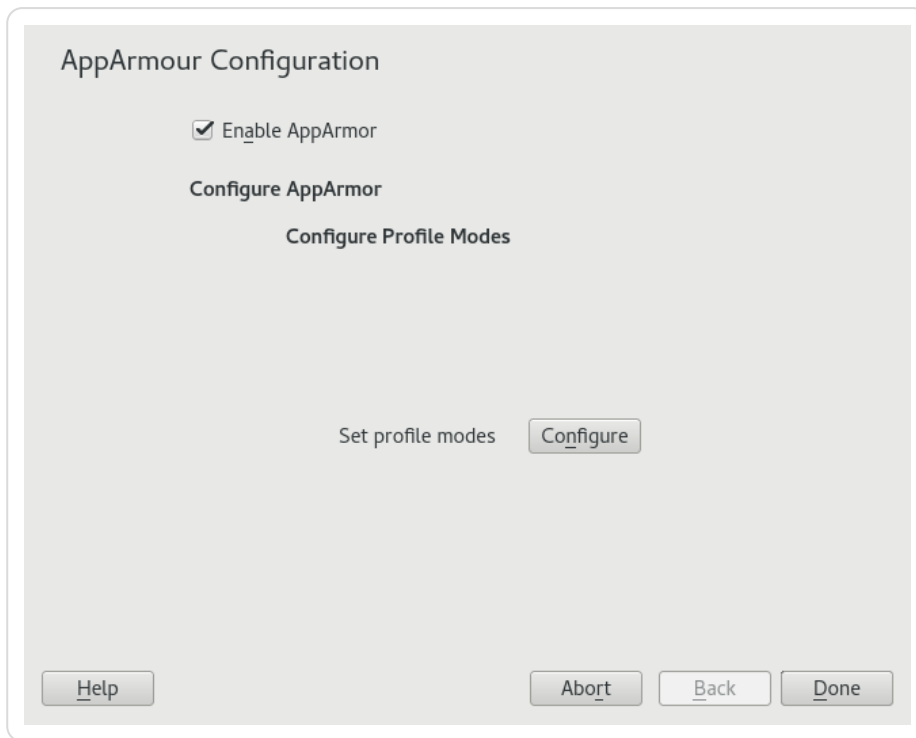 AppArmour Configuration
Enable AppArmor
Configure AppArmor
Configure Profile Modes
Set profile modes Configure
Help Abort Back Done